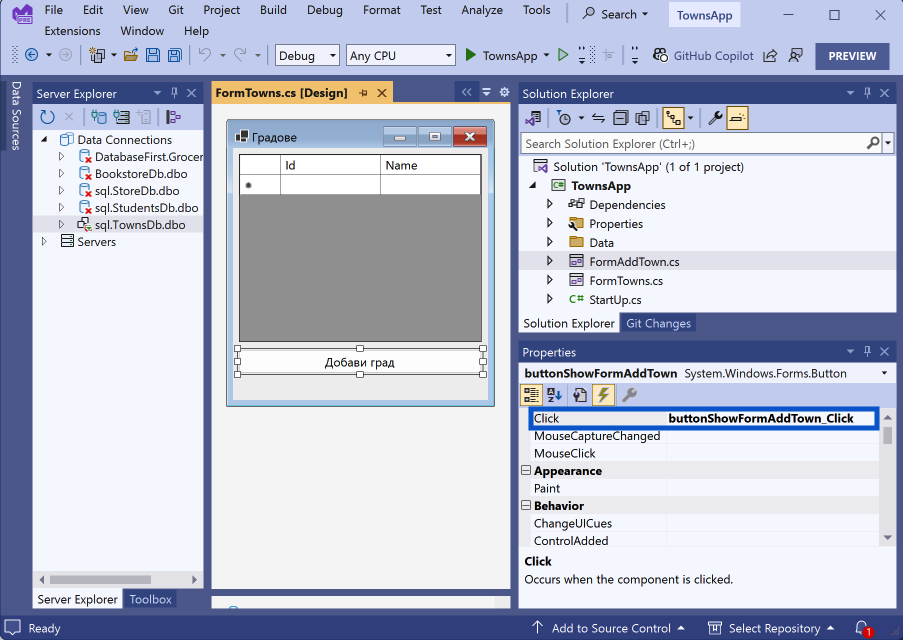 File Edit View Git Project Build Debug Format Test Analyze Tools Search TownsApp
Extensions Window Help
Debug Any CPU TownsApp GitHub Copilot PREVIEW
Data Sources
Server Explorer
Data Connections
DatabaseFirst.Grocer
BookstoreDb.dbo
sql.StoreDb.dbo
sql.StudentsDb.dbo
sql.TownsDb.dbo
Servers
Server Explorer Toolbox
FormTowns.cs [Design]
Градове
Id Name
Добави град
Solution Explorer
Search Solution Explorer (Ctrl+;)
Solution 'TownsApp' (1 of 1 project)
TownsApp
Dependencies
Properties
Data
FormAddTown.cs
FormTowns.cs
StartUp.cs
Solution Explorer Git Changes
Properties
buttonShowFormAddTown System.Windows.Forms.Button
Click buttonShowFormAddTown_Click
MouseCaptureChanged
MouseClick
Appearance
Paint
Behavior
ChangeUICues
ControlAdded
Click
Occurs when the component is clicked.
Ready Add to Source Control Select Repository 1